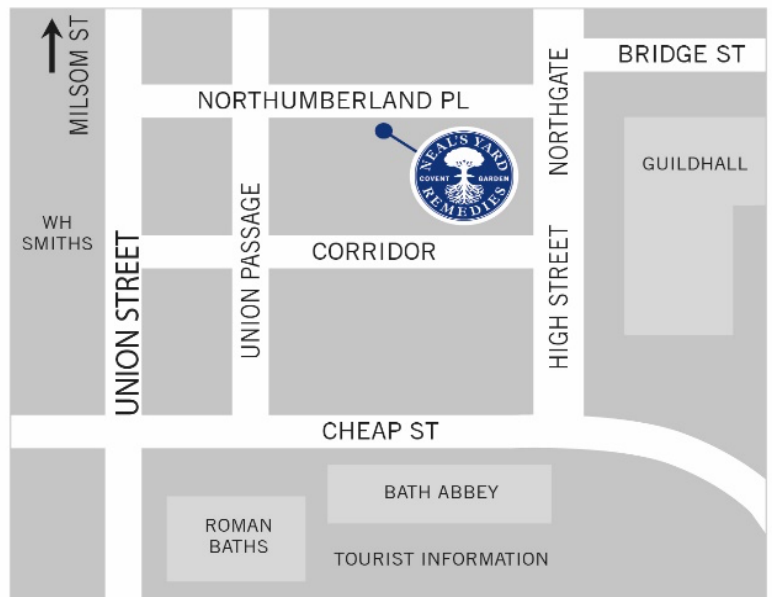 MILSOM ST
BRIDGE ST
NORTHUMBERLAND PL
NORTHGATE
NEAL'S YARD
COVENT GARDEN
REMEDIES
GUILDHALL
WH
SMITHS
UNION STREET
UNION PASSAGE
CORRIDOR
HIGH STREET
CHEAP ST
BATH ABBEY
ROMAN
BATHS
TOURIST INFORMATION